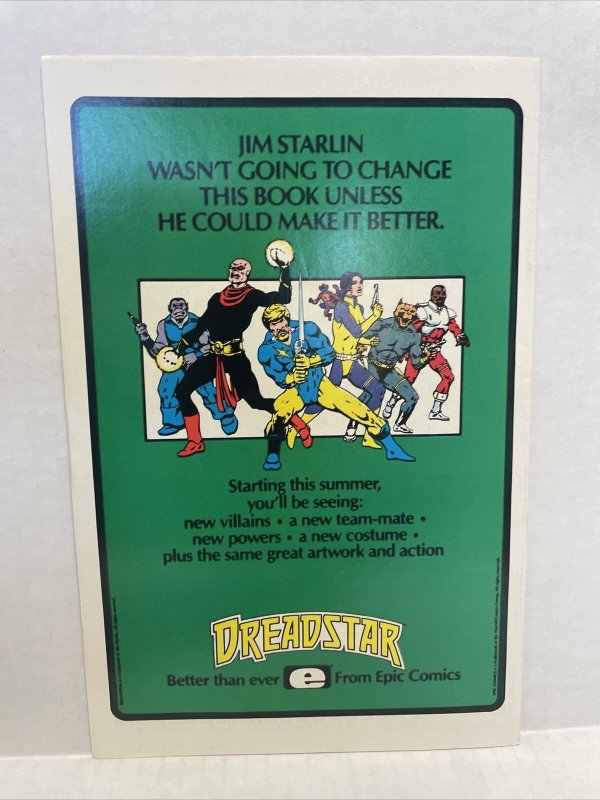 JIM STARLIN
WASN'T GOING TO CHANGE
THIS BOOK UNLESS
HE COULD MAKE IT BETTER.
Starting this summer,
you'll be seeing:
new villains • a new team-mate •
new powers • a new costume •
plus the same great artwork and action
DREADSTAR
Better than ever e From Epic Comics